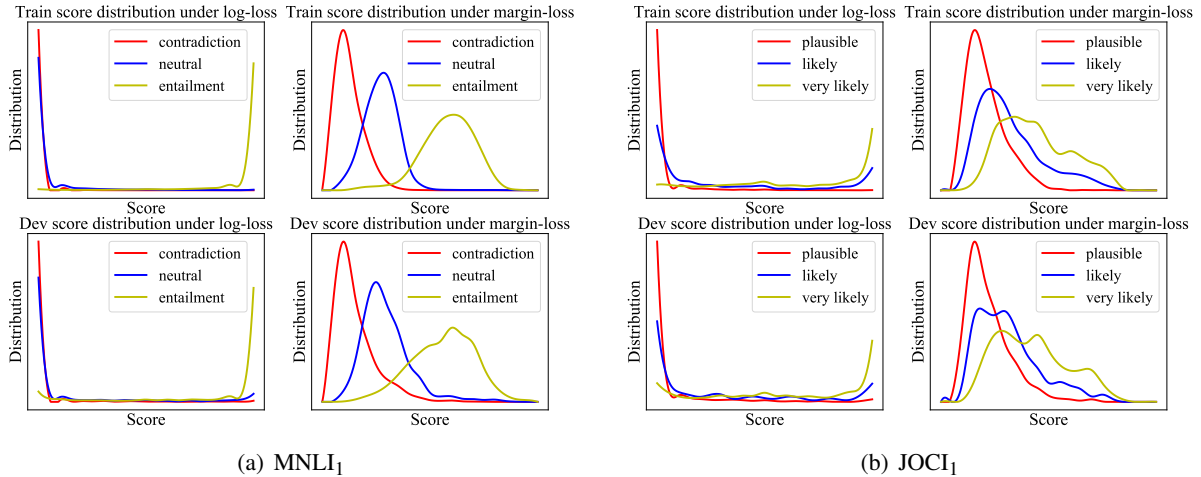 Train score distribution under log-loss
Distribution
contradiction
neutral
entailment
Score
Train score distribution under margin-loss
Distribution
contradiction
neutral
entailment
Score
Dev score distribution under log-loss
Distribution
contradiction
neutral
entailment
Score
Dev score distribution under margin-loss
Distribution
contradiction
neutral
entailment
Score
(a) MNLI1
Train score distribution under log-loss
Distribution
plausible
likely
very likely
Score
Train score distribution under margin-loss
Distribution
plausible
likely
very likely
Score
Dev score distribution under log-loss
Distribution
plausible
likely
very likely
Score
Dev score distribution under margin-loss
Distribution
plausible
likely
very likely
Score
(b) JOCI1